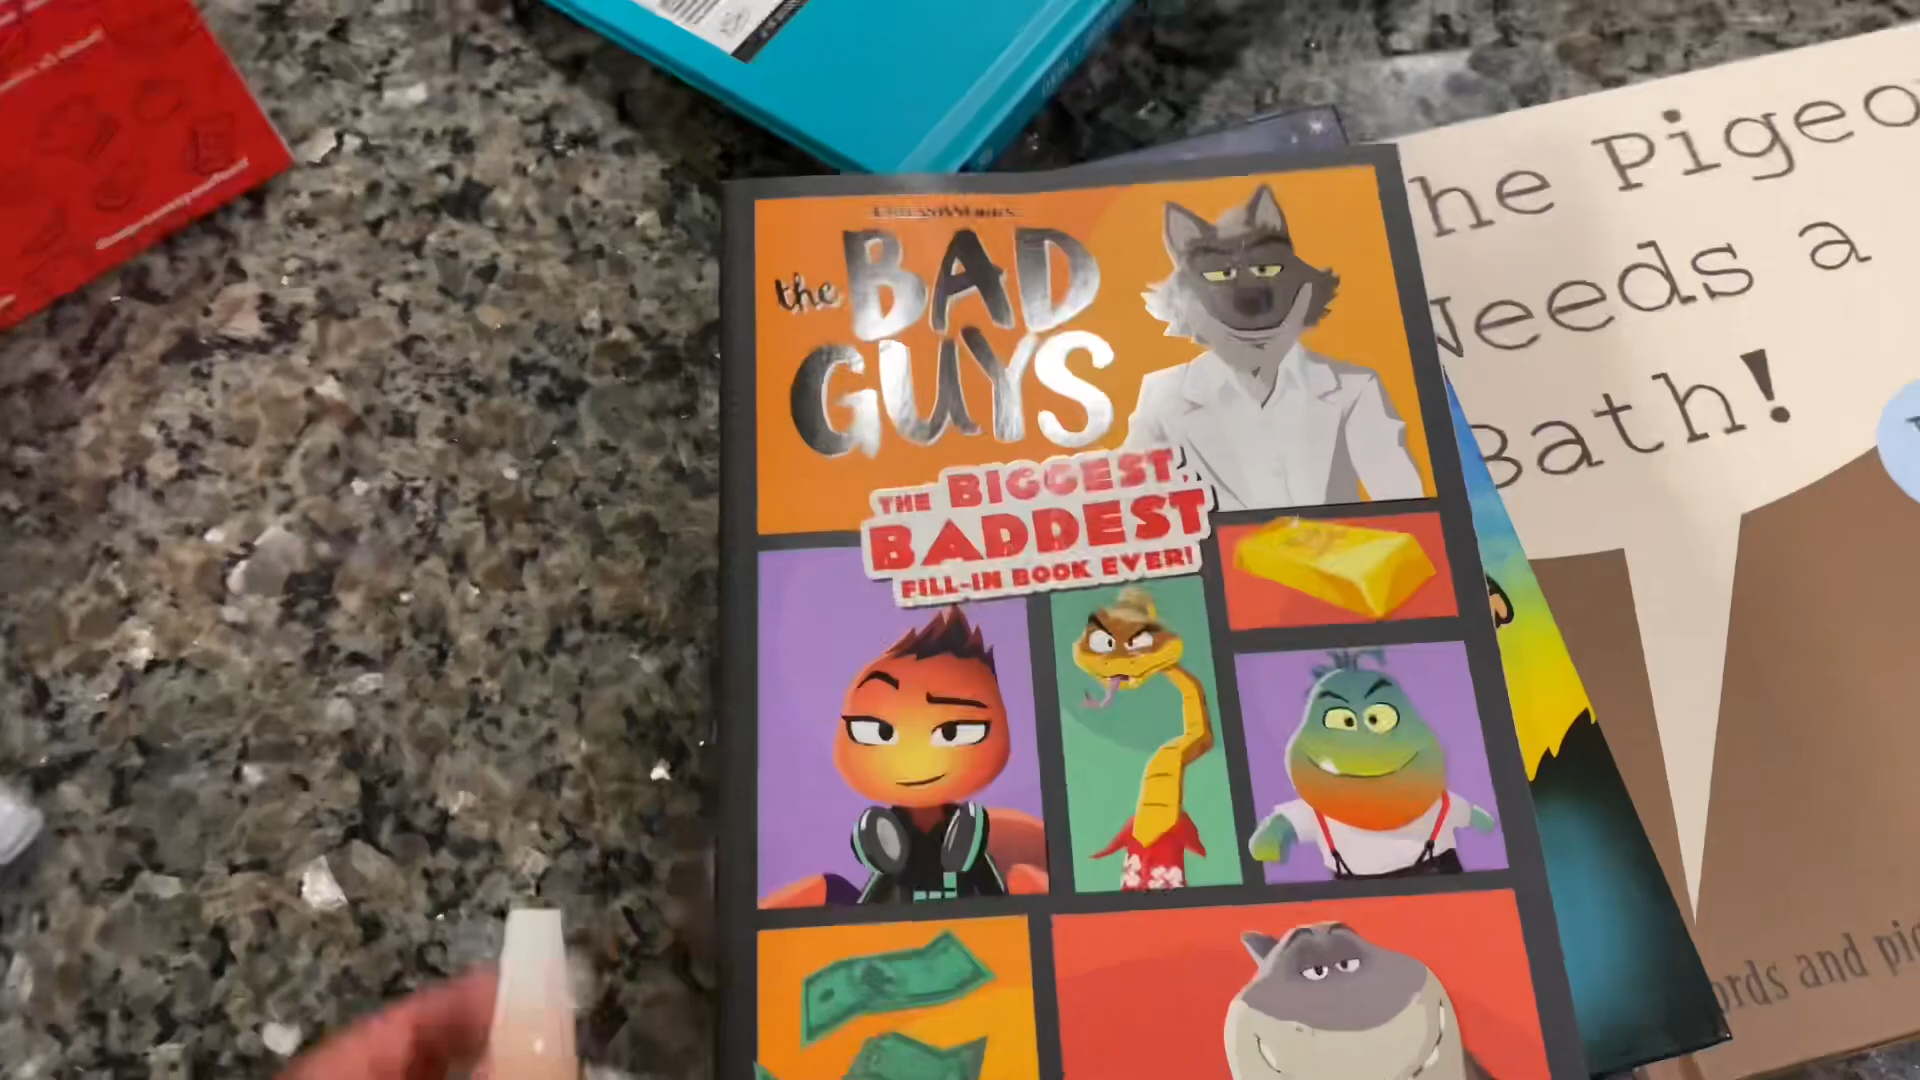 DREAMWORKS
the BAD
GUYS
THE BIGGEST,
BADDEST
FILL-IN BOOK EVER!
he Pigeo
Needs a
Bath!
ords and pic